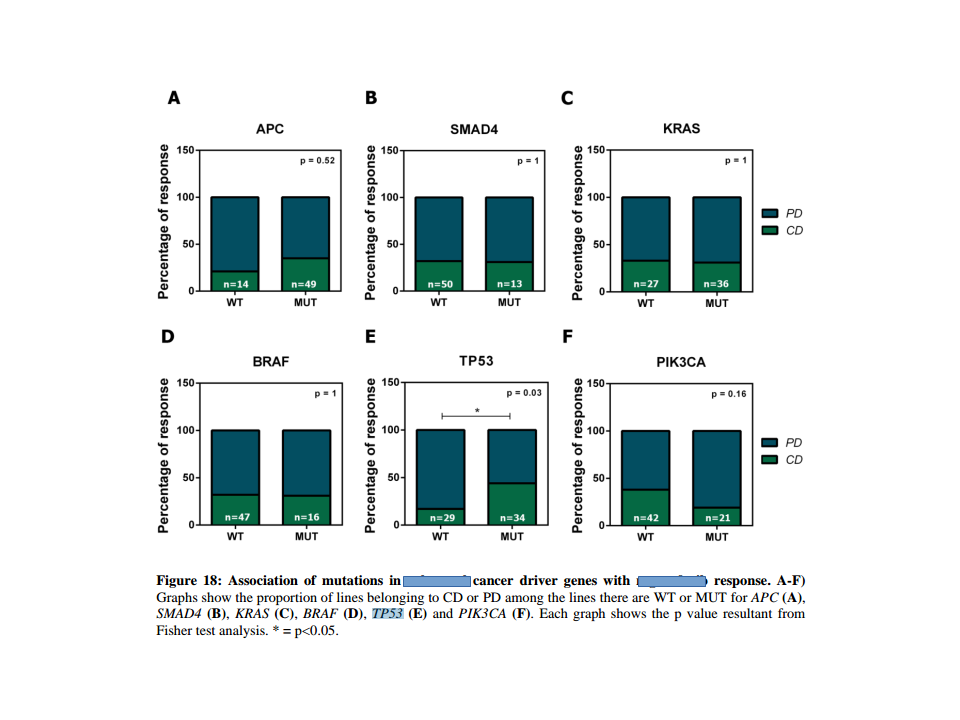 A
B
C
APC
SMAD4
KRAS
Percentage of response
150
100
50
0
p = 0.52
n=14
n=49
WT
MUT
Percentage of response
150
100
50
0
p = 1
n=50
n=13
WT
MUT
Percentage of response
150
100
50
0
p = 1
n=27
n=36
WT
MUT
PD
CD
D
E
F
BRAF
TP53
PIK3CA
Percentage of response
150
100
50
0
p = 1
n=47
n=16
WT
MUT
Percentage of response
150
100
50
0
p = 0.03
*
n=29
n=34
WT
MUT
Percentage of response
150
100
50
0
p = 0.16
n=42
n=21
WT
MUT
PD
CD
Figure 18: Association of mutations in cancer driver genes with response. A-F)
Graphs show the proportion of lines belonging to CD or PD among the lines there are WT or MUT for APC (A),
SMAD4 (B), KRAS (C), BRAF (D), TP53 (E) and PIK3CA (F). Each graph shows the p value resultant from
Fisher test analysis. * = p<0.05.